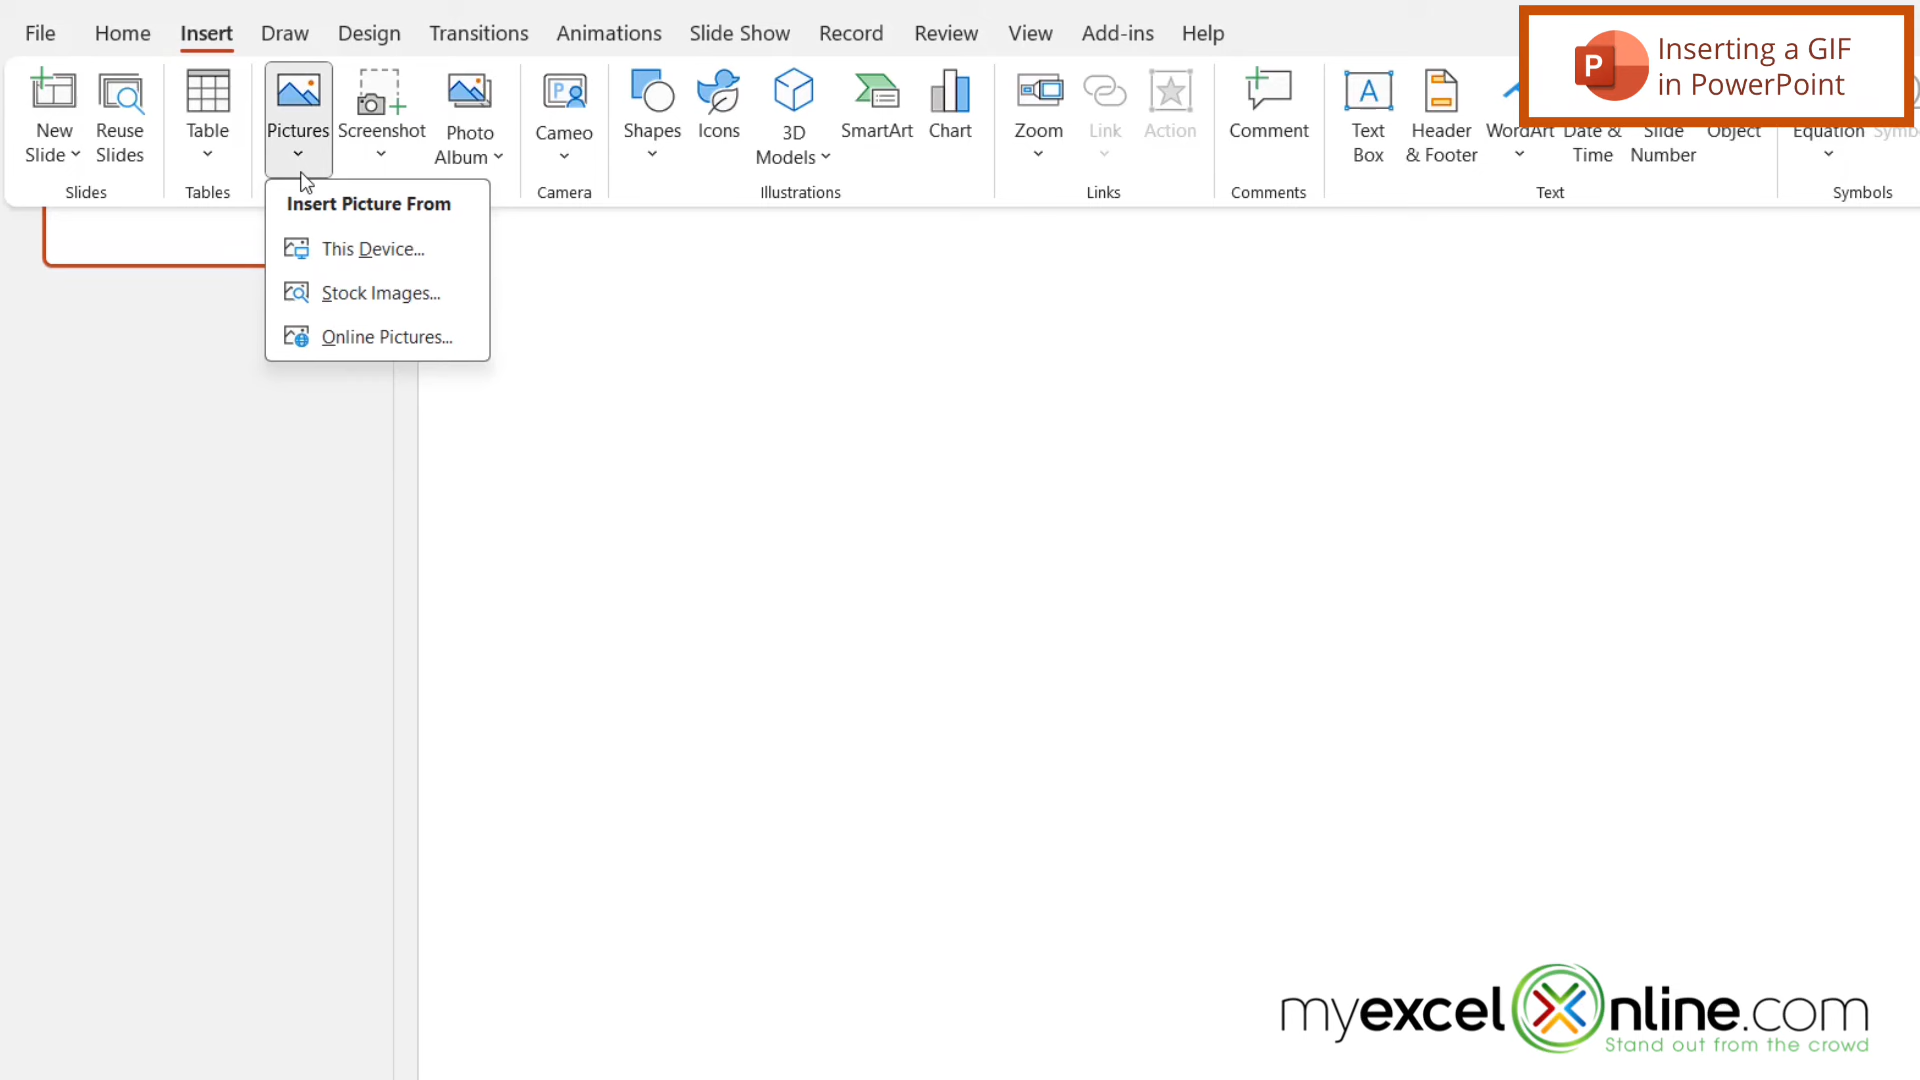 File Home Insert Draw Design Transitions Animations Slide Show Record Review View Add-ins Help
Inserting a GIF
in PowerPoint
P
New
Slide
Reuse
Slides
Slides
Table
Tables
Pictures
Screenshot
Photo
Album
Cameo
Camera
Shapes
Icons
3D
Models
SmartArt
Chart
Illustrations
Zoom
Link
Action
Links
Comment
Comments
A
Text
Box
Header
& Footer
WordArt
Date &
Time
Slide
Number
Object
Text
Equation
Symbols
Insert Picture From
This Device...
Stock Images...
Online Pictures...
myexcelonline.com
Stand out from the crowd